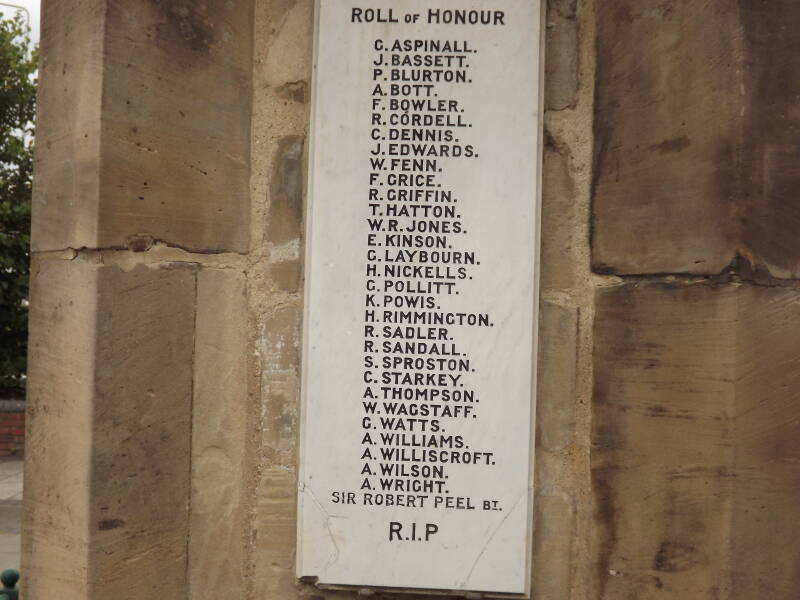 ROLL OF HONOUR
G. ASPINALL.
J. BASSETT.
P. BLURTON.
A. BOTT.
F. BOWLER.
R. CORDELL.
C. DENNIS.
J. EDWARDS.
W. FENN.
F. GRICE.
R. GRIFFIN.
T. HATTON.
W. R. JONES.
E. KINSON.
G. LAYBOURN.
H. NICKELLS.
G. POLLITT.
K. POWIS.
H. RIMMINGTON.
R. SADLER.
R. SANDALL.
S. SPROSTON.
C. STARKEY.
A. THOMPSON.
W. WAGSTAFF.
G. WATTS.
A. WILLIAMS.
A. WILLISCROFT.
A. WILSON.
A. WRIGHT.
SIR ROBERT PEEL BT.
R.I.P